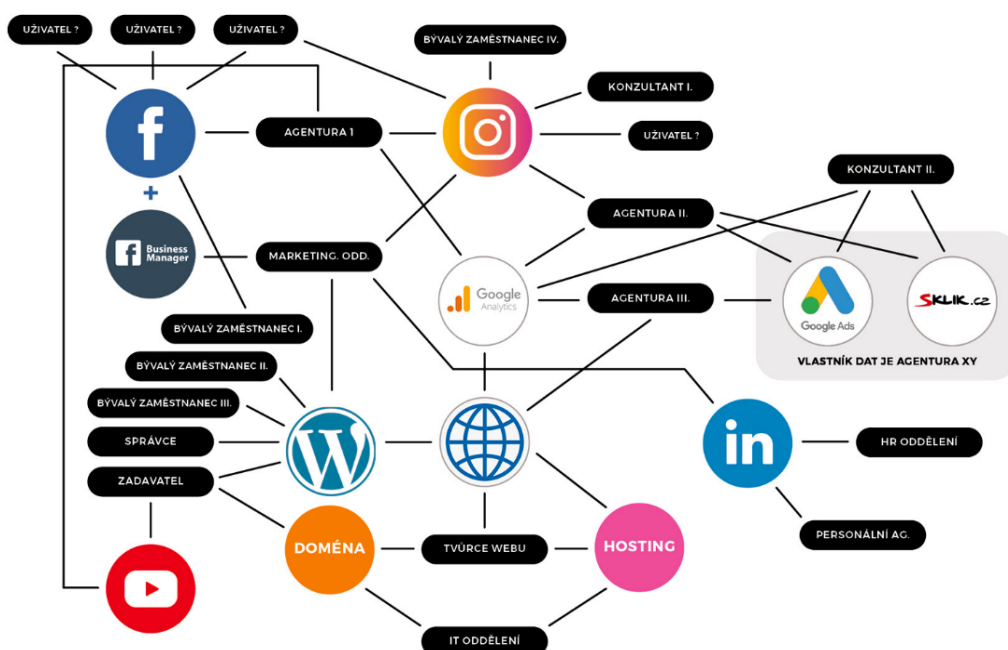 UŽIVATEL ?
UŽIVATEL ?
UŽIVATEL ?
BÝVALÝ ZAMĚSTNANEC IV.
KONZULTANT I.
AGENTURA 1
UŽIVATEL ?
KONZULTANT II.
AGENTURA II.
Business
Manager
MARKETING. ODD.
Google
Analytics
AGENTURA III.
Google Ads
SKLIK.cz
VLASTNÍK DAT JE AGENTURA XY
BÝVALÝ ZAMĚSTNANEC I.
BÝVALÝ ZAMĚSTNANEC II.
BÝVALÝ ZAMĚSTNANEC III.
SPRÁVCE
in
HR ODDĚLENÍ
ZADAVATEL
PERSONÁLNÍ AG.
DOMÉNA
TVŮRCE WEBU
HOSTING
IT ODDĚLENÍ